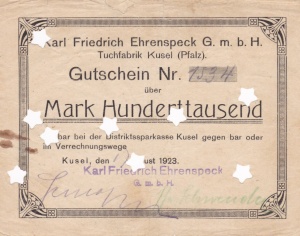 Karl Friedrich Ehrenspeck G. m. b. H.
Tuchfabrik Kusel (Pfalz).
Gutschein Nr. 1534
über
Mark Hunderttausend
bar bei der Distriktssparkasse Kusel gegen bar oder
im Verrechnungswege
Kusel, den ust 1923.
Karl Friedrich Ehrenspeck
G. m. b. H.